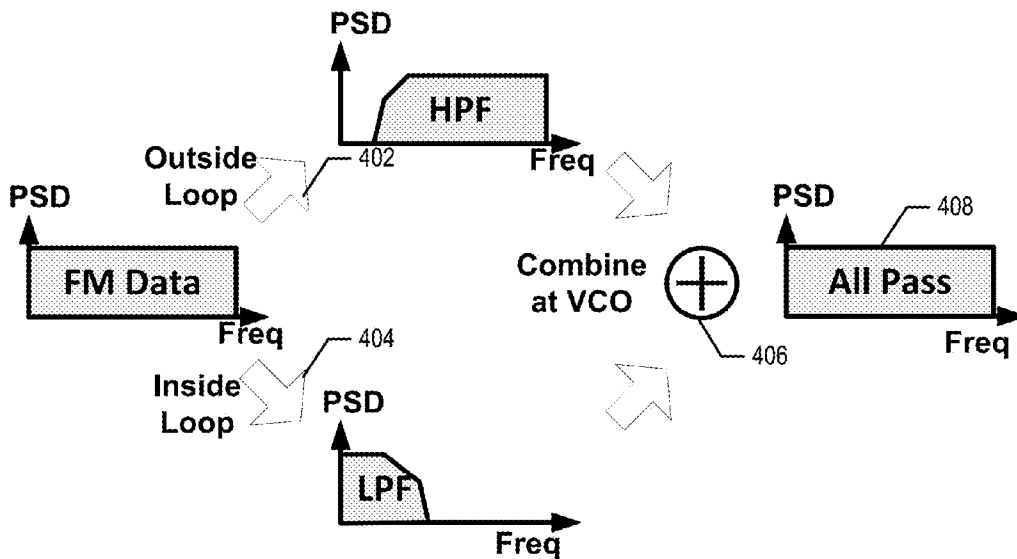 PSD
HPF
Freq
Outside
Loop
402
PSD
FM Data
Freq
Combine
at VCO
406
PSD
408
All Pass
Freq
404
Inside
Loop
PSD
LPF
Freq